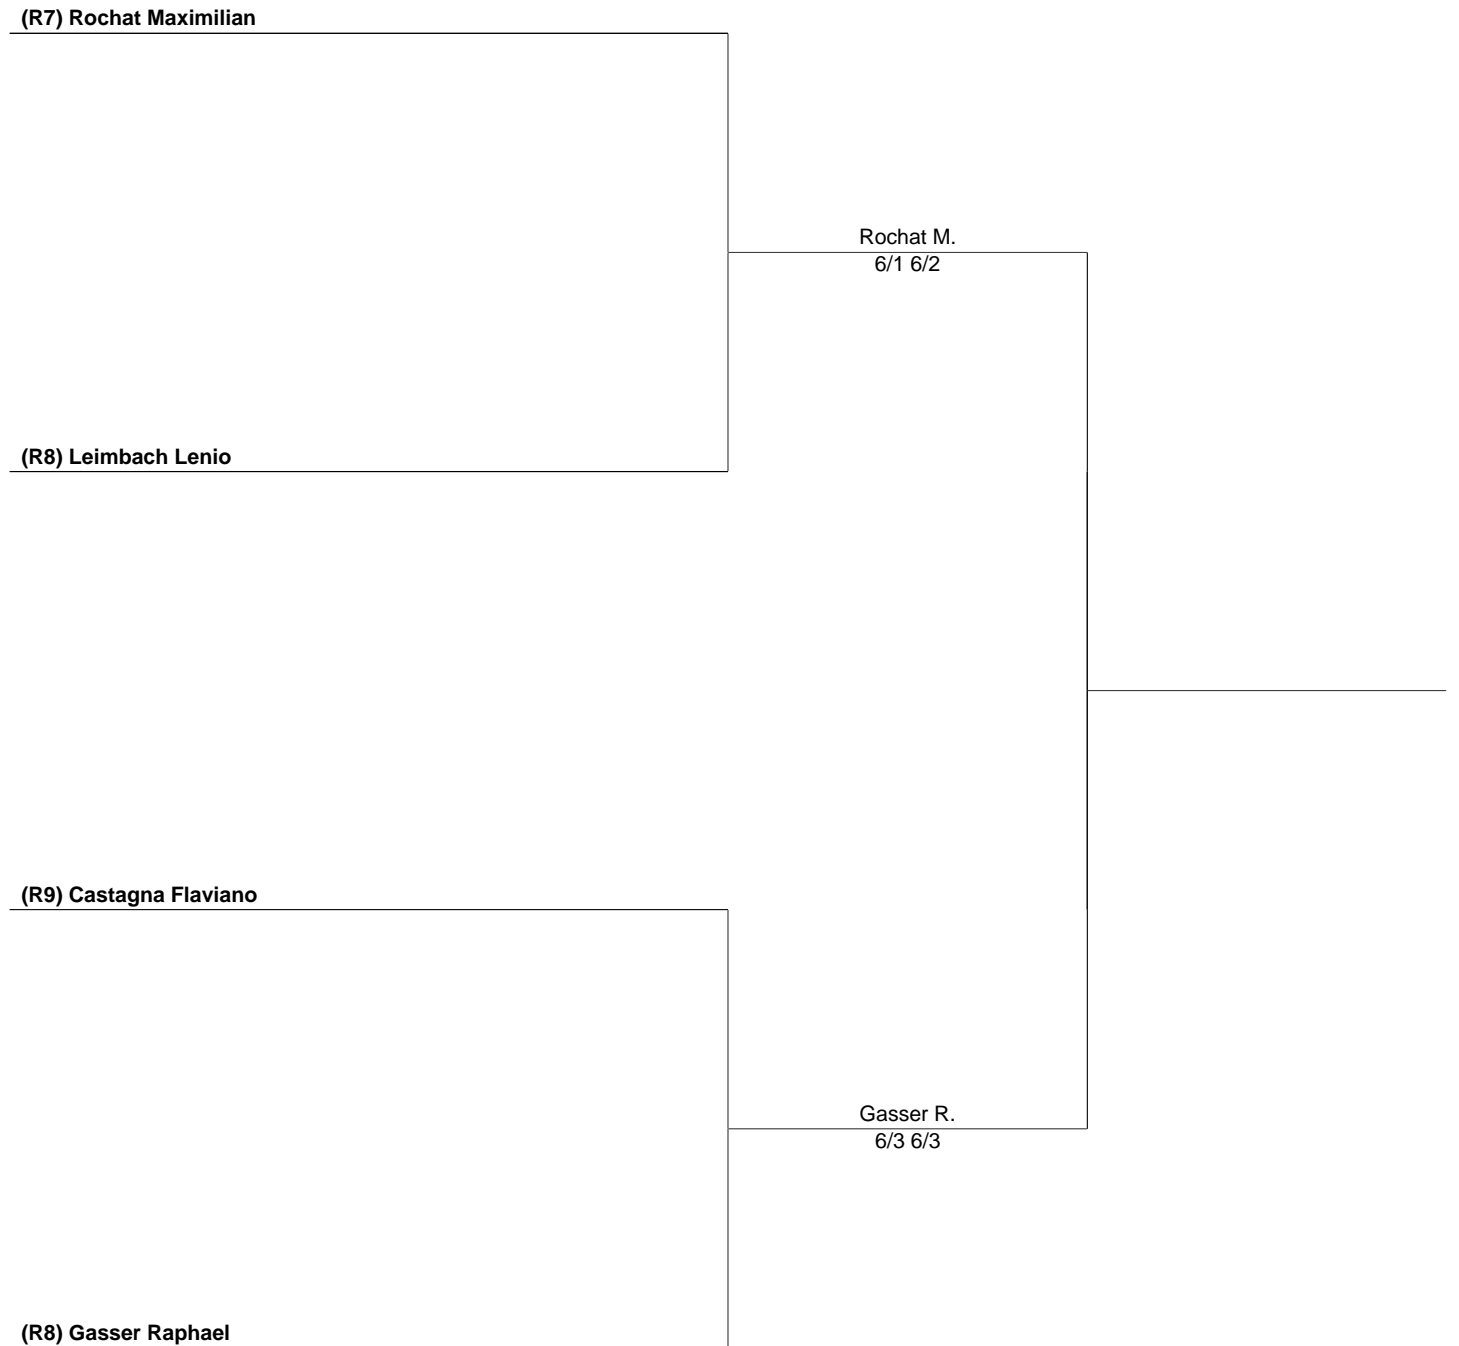 (R7) Rochat Maximilian
Rochat M.
6/1 6/2
(R8) Leimbach Lenio
(R9) Castagna Flaviano
Gasser R.
6/3 6/3
(R8) Gasser Raphael